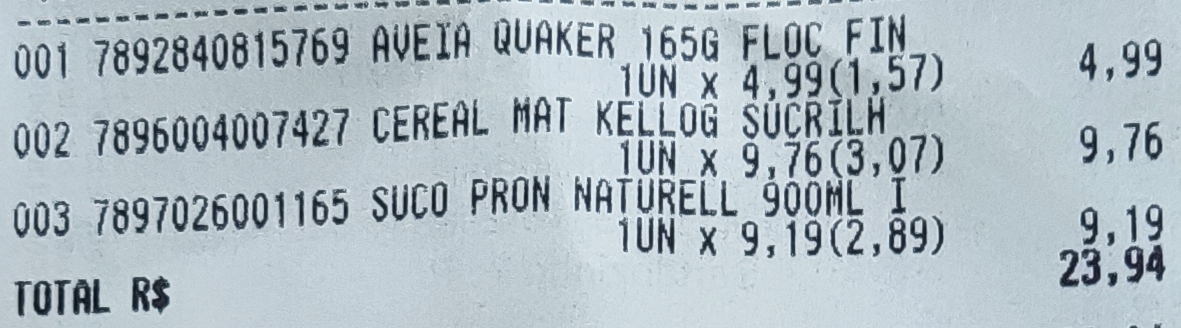 001 7892840815769 AVEIA QUAKER 165G FLOC FIN
1UN x 4,99(1,57) 4,99
002 7896004007427 CEREAL MAT KELLOG SUCRILH
1UN x 9,76(3,07) 9,76
003 7897026001165 SUCO PRON NATURELL 900ML I
1UN x 9,19(2,89) 9,19
TOTAL R$ 23,94